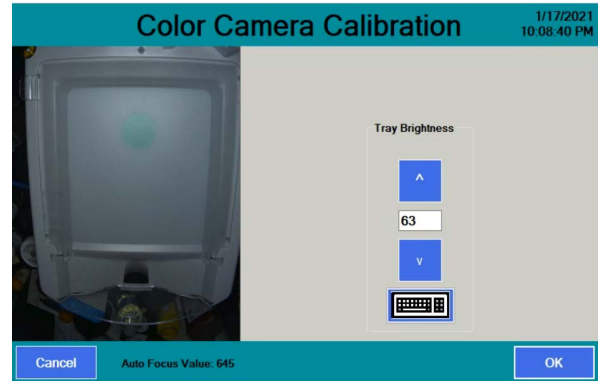 Color Camera Calibration
1/17/2021
10:08:40 PM
Tray Brightness
^
63
v
Cancel
Auto Focus Value: 645
OK